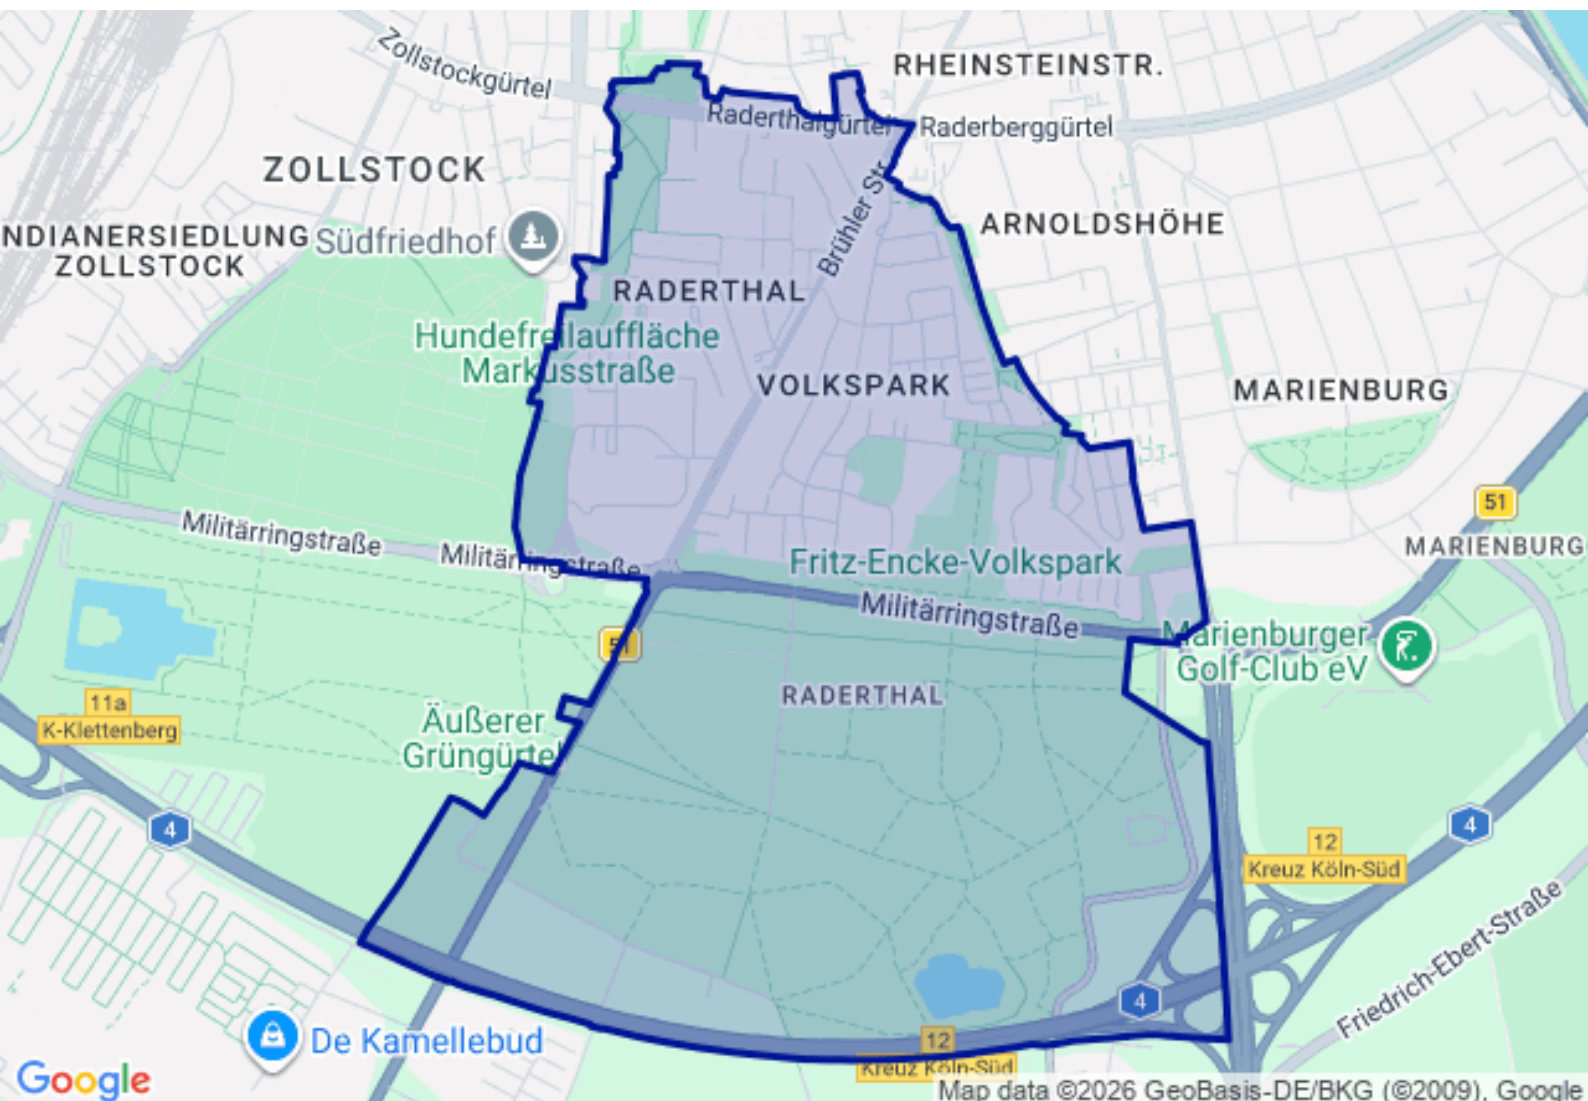 Zollstockgürtel
RHEINSTEINSTR.
Raderthalgürtel
Raderberggürtel
ZOLLSTOCK
Brühler Str.
NDIANERSIEDLUNG
ZOLLSTOCK
Südfriedhof
ARNOLDSHÖHE
RADERTHAL
Hundefreilauffläche
Markusstraße
VOLKSPARK
MARIENBURG
51
Militärringstraße
Militärringstraße
MARIENBURG
Fritz-Encke-Volkspark
Militärringstraße
51
Marienburger
Golf-Club eV
RADERTHAL
11a
K-Klettenberg
Äußerer
Grüngürtel
4
4
12
Kreuz Köln-Süd
Friedrich-Ebert-Straße
4
De Kamellebud
12
Kreuz Köln-Süd
Google
Map data ©2026 GeoBasis-DE/BKG (©2009), Google